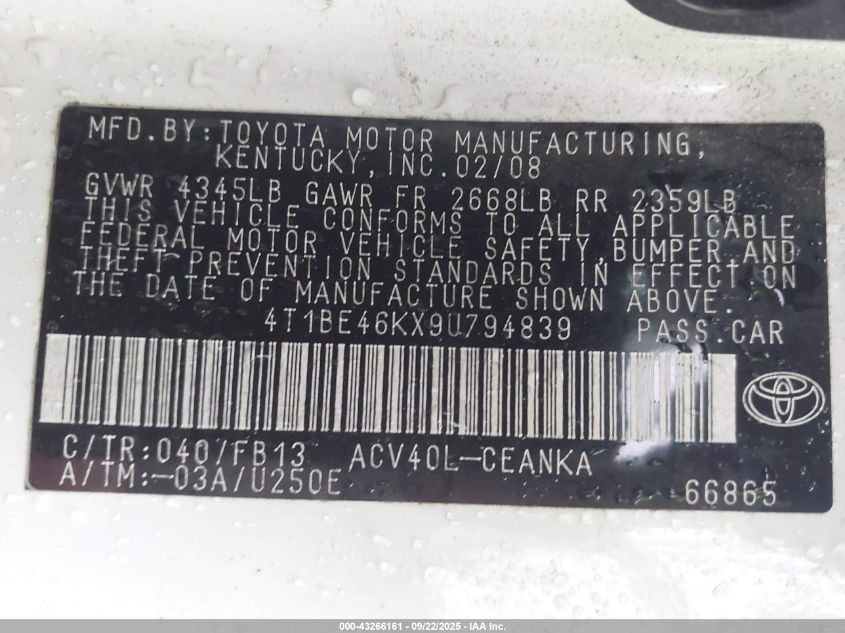 MFD.BY:TOYOTA MOTOR MANUFACTURING,
KENTUCKY,INC.02/08
GVWR 4345LB GAWR FR 2668LB RR 2359LB
THIS VEHICLE CONFORMS TO ALL APPLICABLE
FEDERAL MOTOR VEHICLE SAFETY,BUMPER AND
THEFT PREVENTION STANDARDS IN EFFECT ON
THE DATE OF MANUFACTURE SHOWN ABOVE.
4T1BE46KX9U794839 PASS.CAR
C/TR:0407FB13 ACV40L-CEANKA
A/TM:-03A/U250E 66865
000-43266161 - 09/22/2025 - IAA Inc.